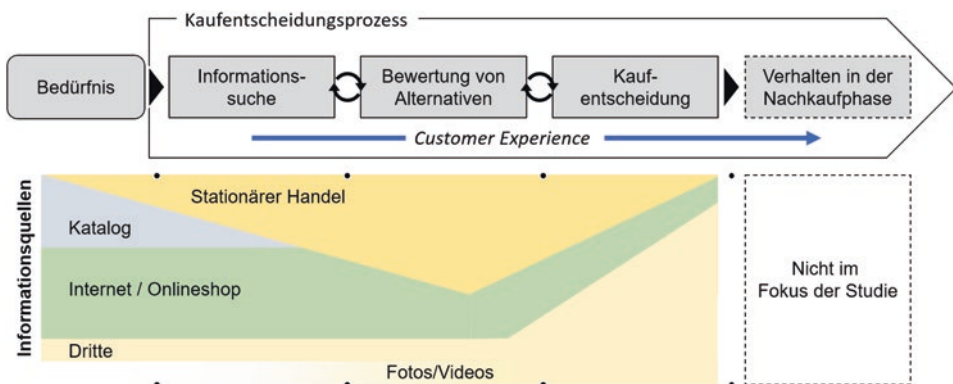 Kaufentscheidungsprozess
Bedürfnis
Informations-
suche
Bewertung von
Alternativen
Kauf-
entscheidung
Verhalten in der
Nachkaufphase
Customer Experience
Informationsquellen
Stationärer Handel
Katalog
Internet / Onlineshop
Dritte
Fotos/Videos
Nicht im
Fokus der Studie